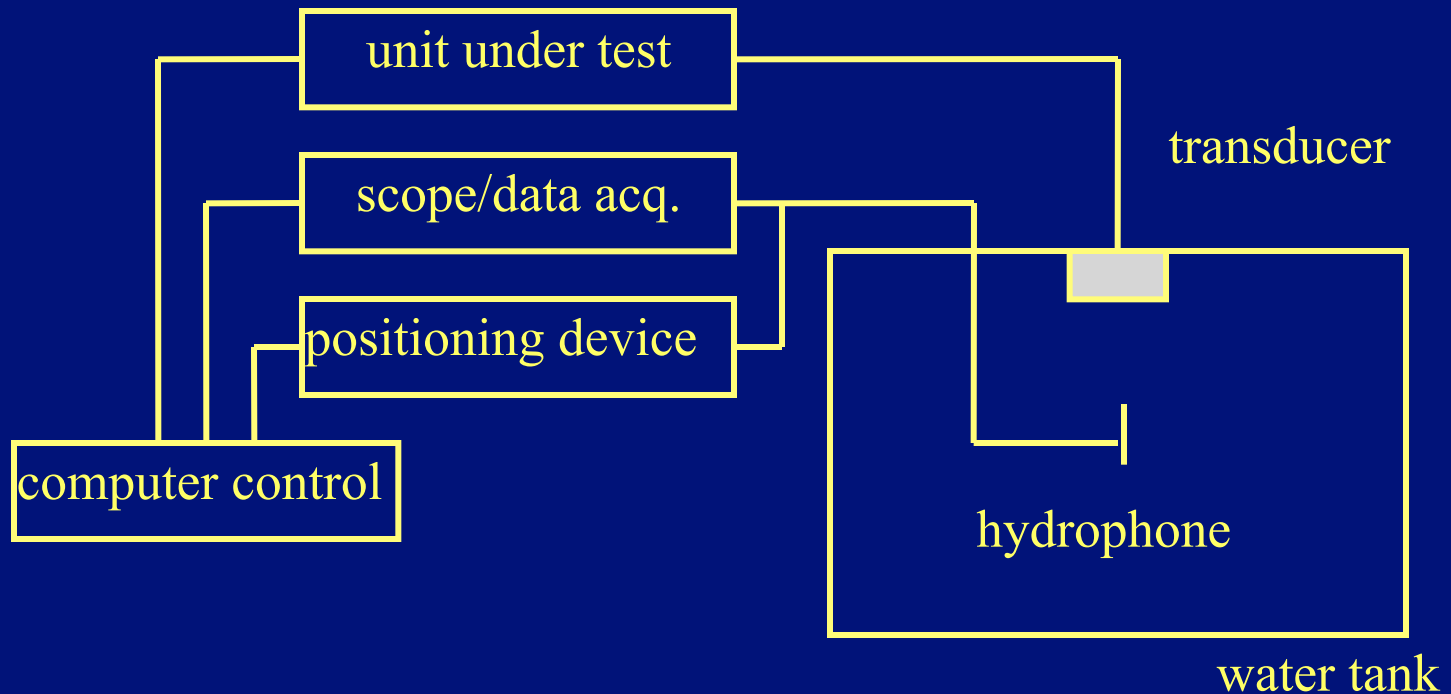 unit under test
transducer
scope/data acq.
positioning device
computer control
hydrophone
water tank